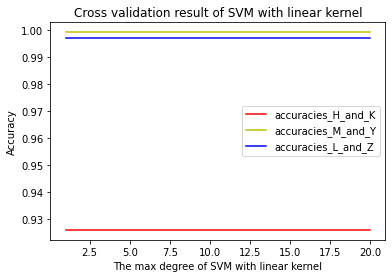 Cross validation result of SVM with linear kernel
1.00
0.99
0.98
0.97
0.96
0.95
0.94
0.93
Accuracy
accuracies_H_and_K
accuracies_M_and_Y
accuracies_L_and_Z
2.5 5.0 7.5 10.0 12.5 15.0 17.5 20.0
The max degree of SVM with linear kernel